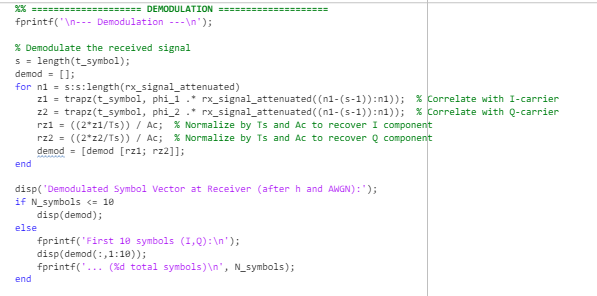 %% ==================== DEMODULATION ====================
fprintf('\n--- Demodulation ---\n');
% Demodulate the received signal
s = length(t_symbol);
demod = [];
for n1 = s:s:length(rx_signal_attenuated)
    z1 = trapz(t_symbol, phi_1 .* rx_signal_attenuated((n1-(s-1)):n1));  % Correlate with I-carrier
    z2 = trapz(t_symbol, phi_2 .* rx_signal_attenuated((n1-(s-1)):n1));  % Correlate with Q-carrier
    rz1 = ((2*z1/Ts)) / Ac;  % Normalize by Ts and Ac to recover I component
    rz2 = ((2*z2/Ts)) / Ac;  % Normalize by Ts and Ac to recover Q component
    demod = [demod [rz1; rz2]];
end
disp('Demodulated Symbol Vector at Receiver (after h and AWGN):');
if N_symbols <= 10
    disp(demod);
else
    fprintf('First 10 symbols (I,Q):\n');
    disp(demod(:,1:10));
    fprintf('... (%d total symbols)\n', N_symbols);
end